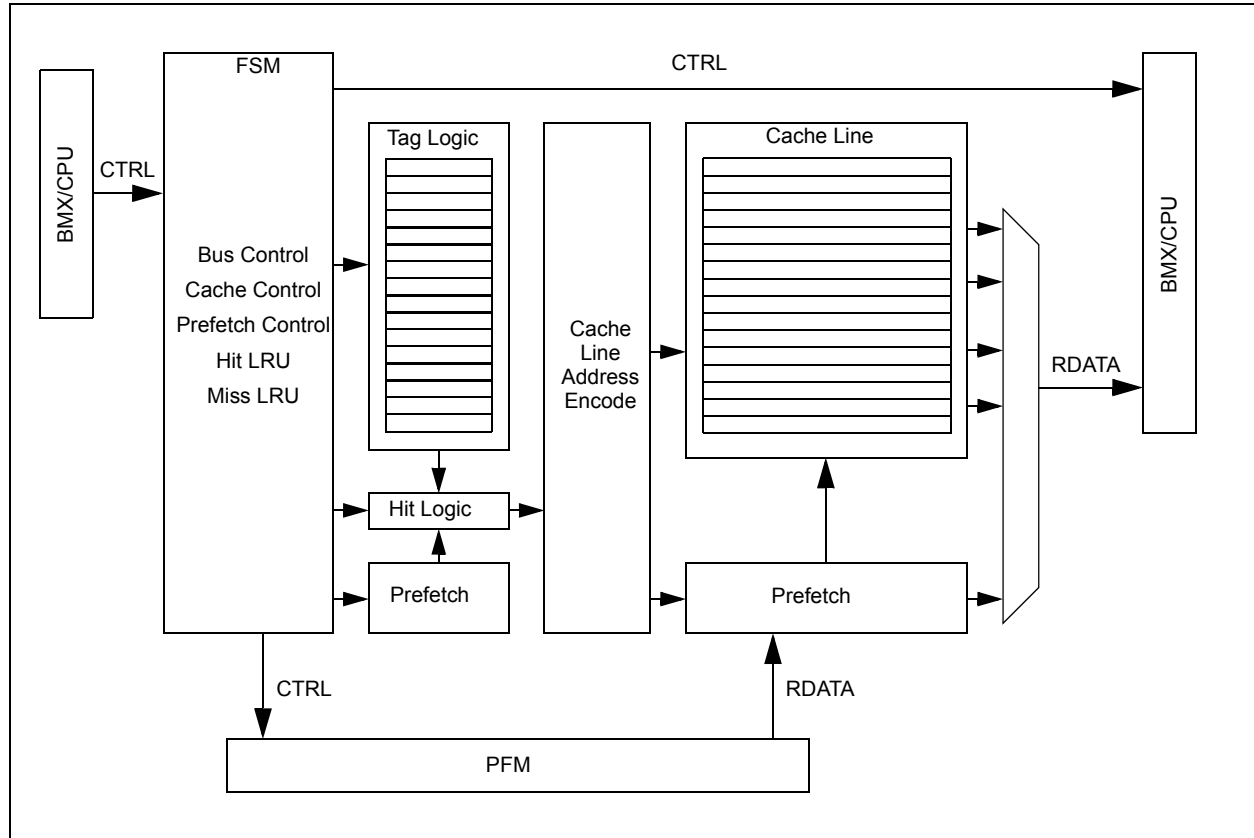 FSM
CTRL
BMX/CPU
CTRL
Tag Logic
Cache Line
BMX/CPU
Bus Control
Cache Control
Prefetch Control
Hit LRU
Miss LRU
Cache
Line
Address
Encode
RDATA
Hit Logic
Prefetch
Prefetch
CTRL
RDATA
PFM